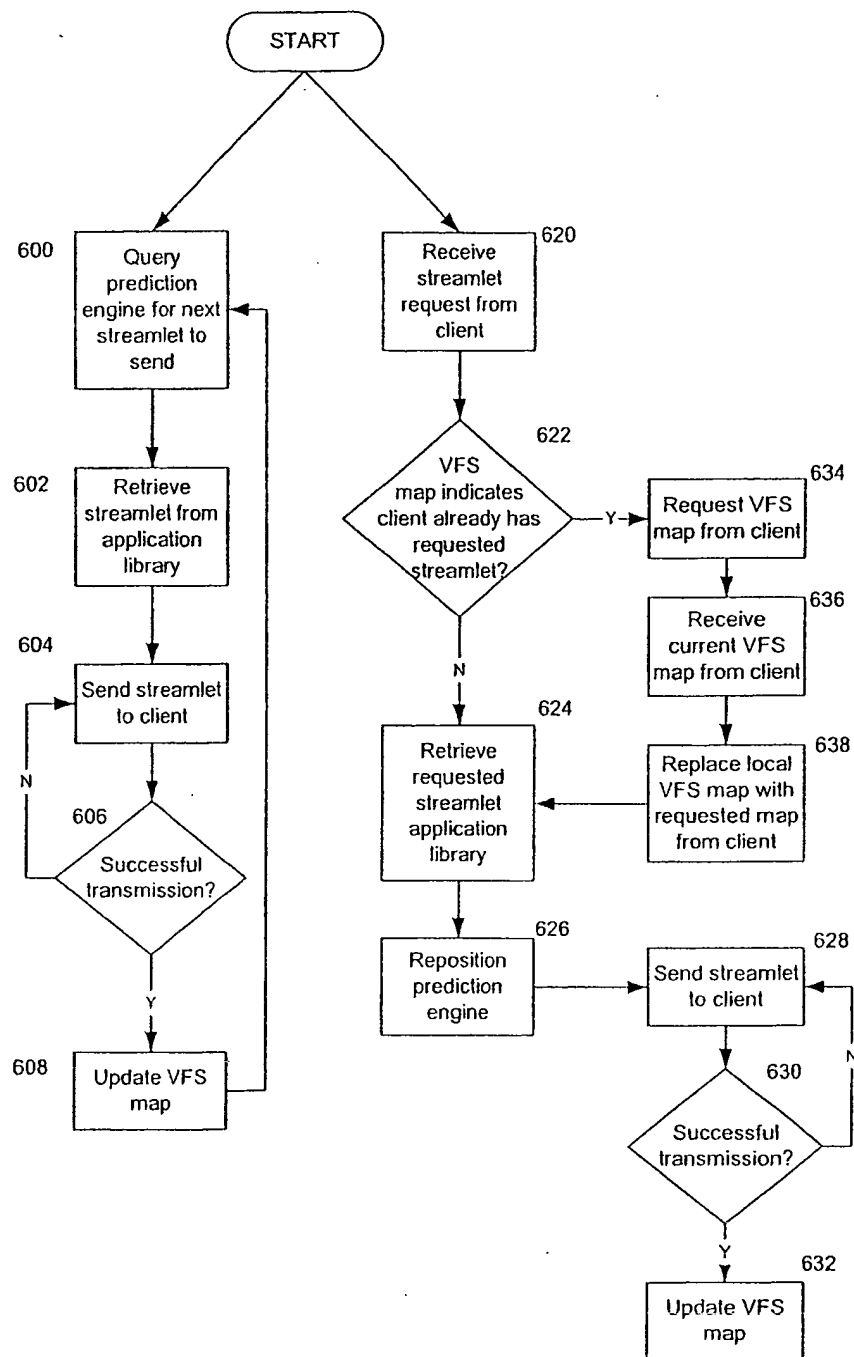 START
600
Query
prediction
engine for next
streamlet to
send
602
Retrieve
streamlet from
application
library
604
Send streamlet
to client
N
606
Successful
transmission?
Y
608
Update VFS
map
620
Receive
streamlet
request from
client
622
VFS
map indicates
client already has
requested
streamlet?
Y
N
634
Request VFS
map from client
636
Receive
current VFS
map from client
638
Replace local
VFS map with
requested map
from client
624
Retrieve
requested
streamlet
application
library
626
Reposition
prediction
engine
628
Send streamlet
to client
N
630
Successful
transmission?
Y
632
Update VFS
map